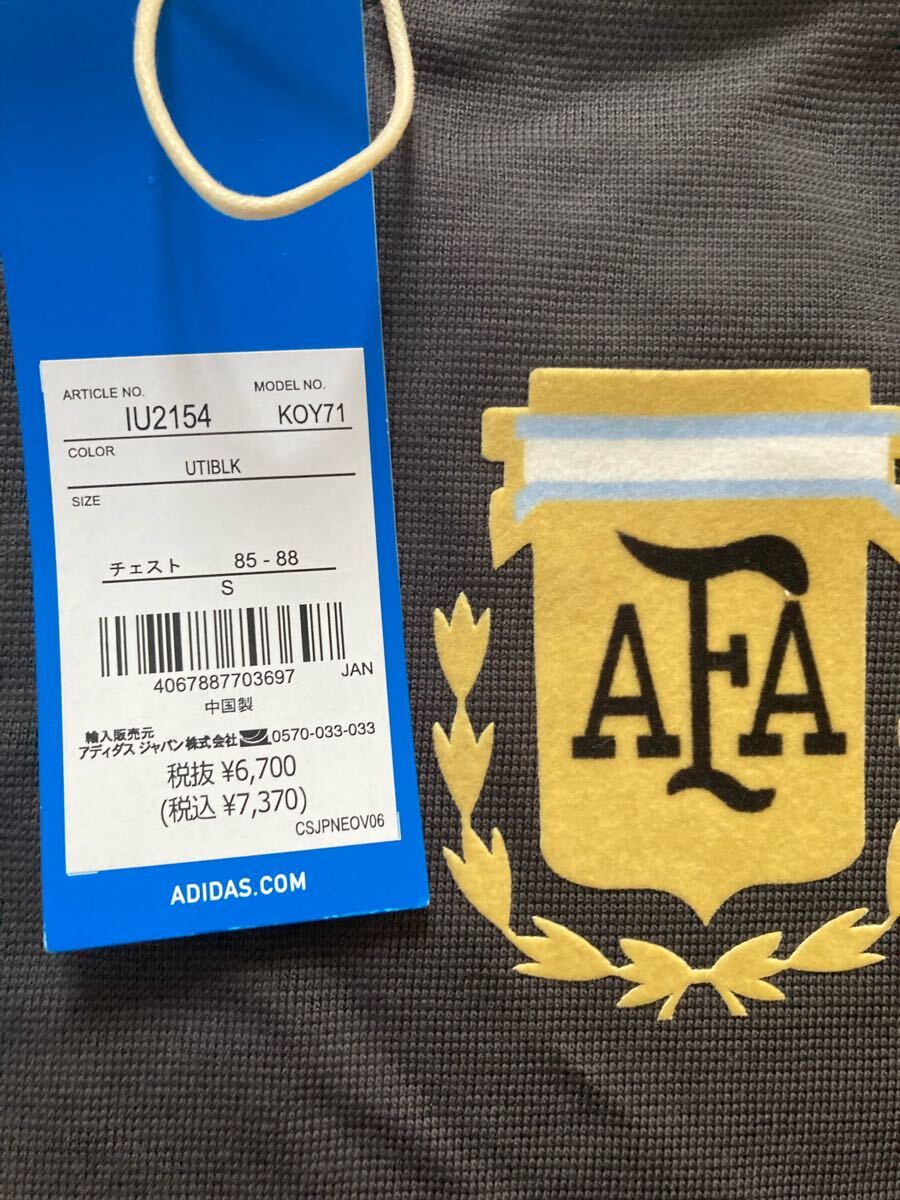 ARTICLE NO. MODEL NO.
IU2154 KOY71
COLOR
UTIBLK
SIZE
チェスト 85 - 88
S
JAN
4067887703697
中国製
輸入販売元
アディダス ジャパン株式会社 0570-033-033
税抜 ¥6,700
(税込 ¥7,370)
CSJPNEOV06
ADIDAS.COM
AFA